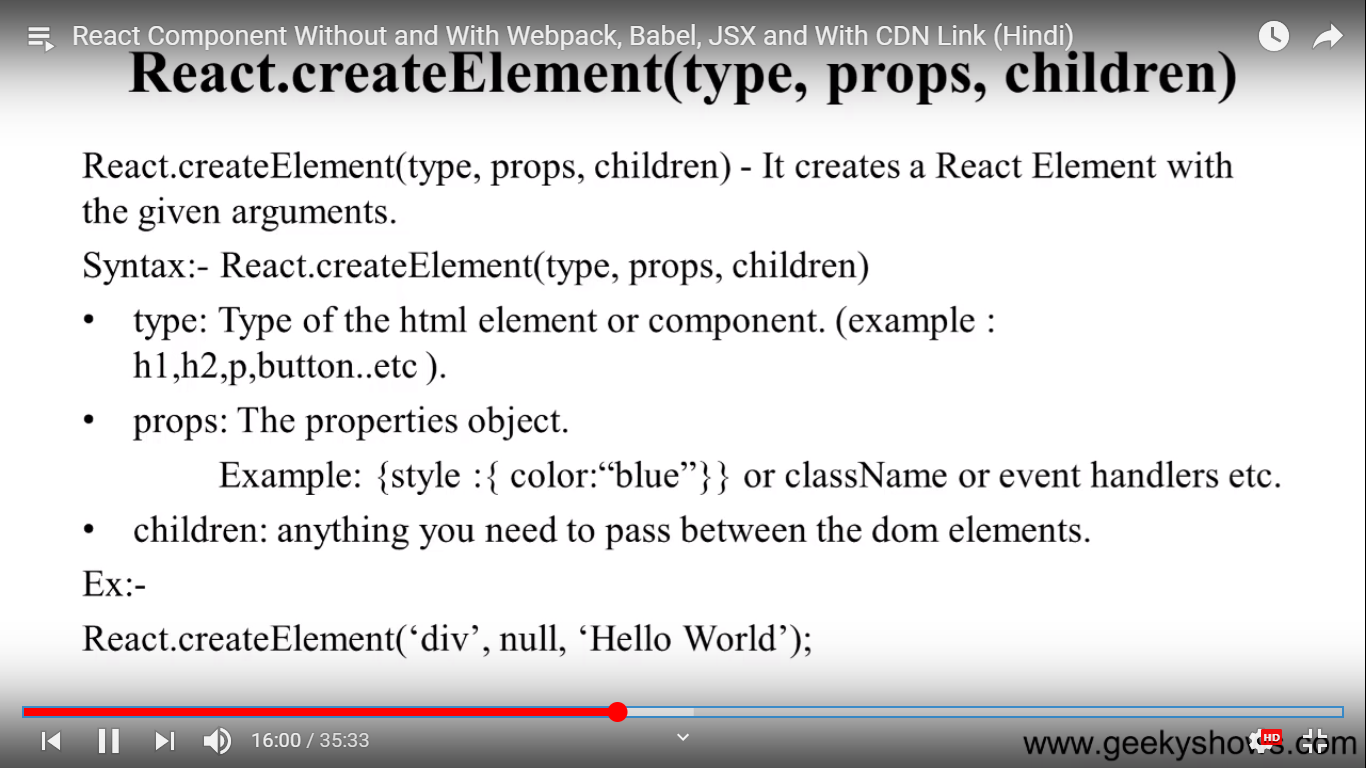 React Component Without and With Webpack, Babel, JSX and With CDN Link (Hindi)
React.createElement(type, props, children)
React.createElement(type, props, children) - It creates a React Element with
the given arguments.
Syntax:- React.createElement(type, props, children)
• type: Type of the html element or component. (example :
h1,h2,p,button..etc ).
• props: The properties object.
Example: {style :{ color:“blue”}} or className or event handlers etc.
• children: anything you need to pass between the dom elements.
Ex:-
React.createElement(‘div’, null, ‘Hello World’);
16:00 / 35:33
HD
www.geekyshows.com